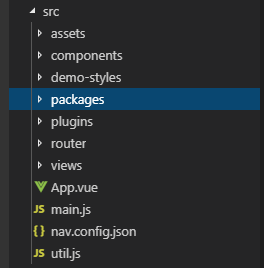 src
assets
components
demo-styles
packages
plugins
router
views
App.vue
JS main.js
{ } nav.config.json
JS util.js